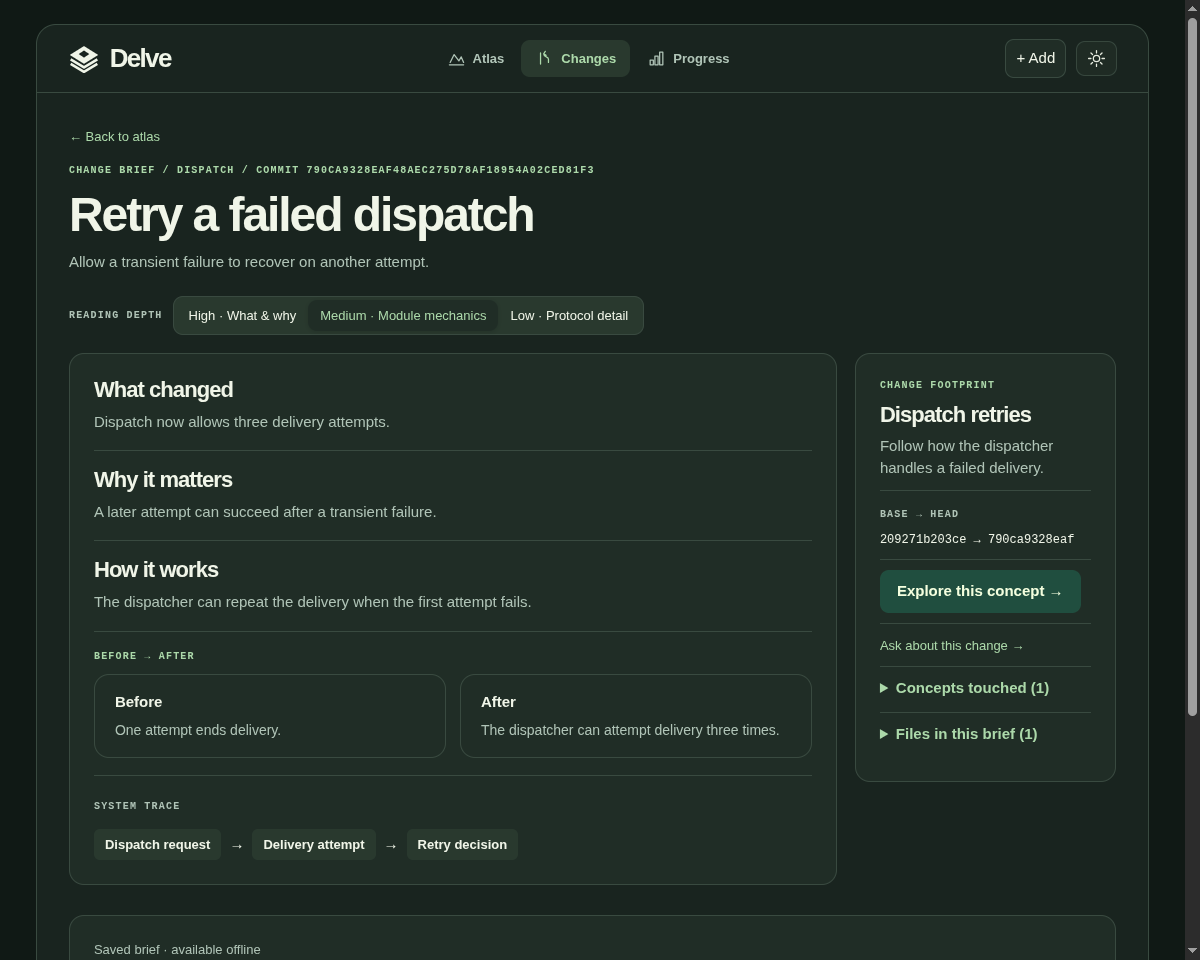 Delve
Atlas
Changes
Progress
+ Add
← Back to atlas
CHANGE BRIEF / DISPATCH / COMMIT 790CA9328EAF48AEC275D78AF18954A02CED81F3
Retry a failed dispatch
Allow a transient failure to recover on another attempt.
READING DEPTH
High · What & why
Medium · Module mechanics
Low · Protocol detail
What changed
Dispatch now allows three delivery attempts.
Why it matters
A later attempt can succeed after a transient failure.
How it works
The dispatcher can repeat the delivery when the first attempt fails.
BEFORE → AFTER
Before
One attempt ends delivery.
After
The dispatcher can attempt delivery three times.
SYSTEM TRACE
Dispatch request → Delivery attempt → Retry decision
CHANGE FOOTPRINT
Dispatch retries
Follow how the dispatcher
handles a failed delivery.
BASE → HEAD
209271b203ce → 790ca9328eaf
Explore this concept →
Ask about this change →
Concepts touched (1)
Files in this brief (1)
Saved brief · available offline